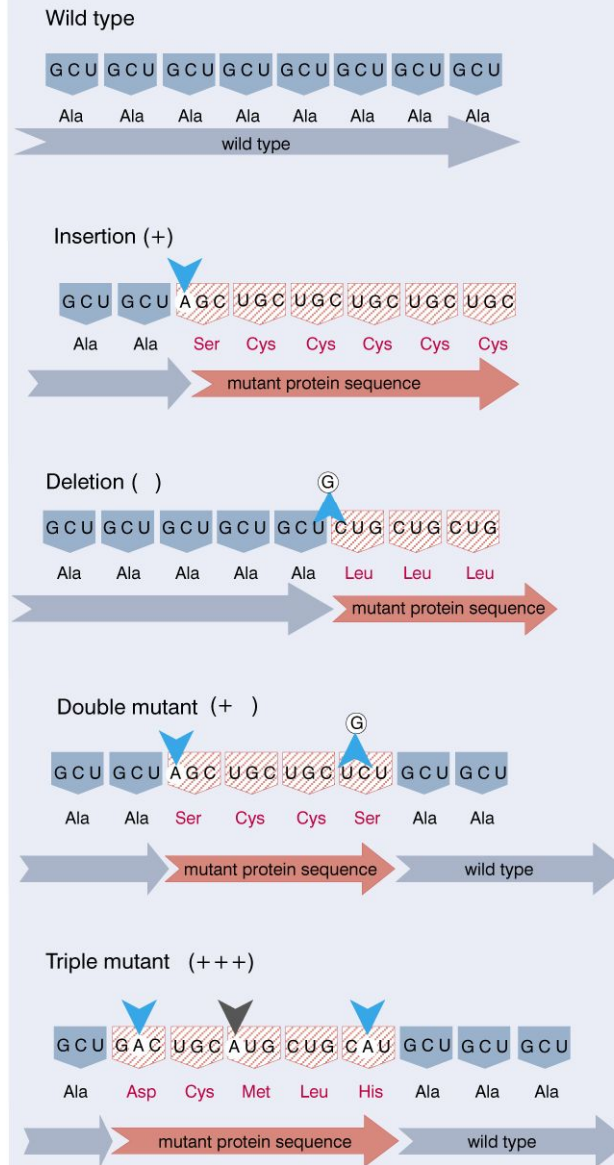 Wild type
GCU GCU GCU GCU GCU GCU GCU GCU
Ala Ala Ala Ala Ala Ala Ala Ala
wild type
Insertion (+)
GCU GCU AGC UGC UGC UGC UGC UGC
Ala Ala Ser Cys Cys Cys Cys Cys
mutant protein sequence
Deletion ( )
G
GCU GCU GCU GCU GCU CUG CUG CUG
Ala Ala Ala Ala Ala Leu Leu Leu
mutant protein sequence
Double mutant (+ )
G
GCU GCU AGC UGC UGC UCU GCU GCU
Ala Ala Ser Cys Cys Ser Ala Ala
mutant protein sequence wild type
Triple mutant (+++)
GCU GAC UGC AUG CUG CAU GCU GCU GCU
Ala Asp Cys Met Leu His Ala Ala Ala
mutant protein sequence wild type